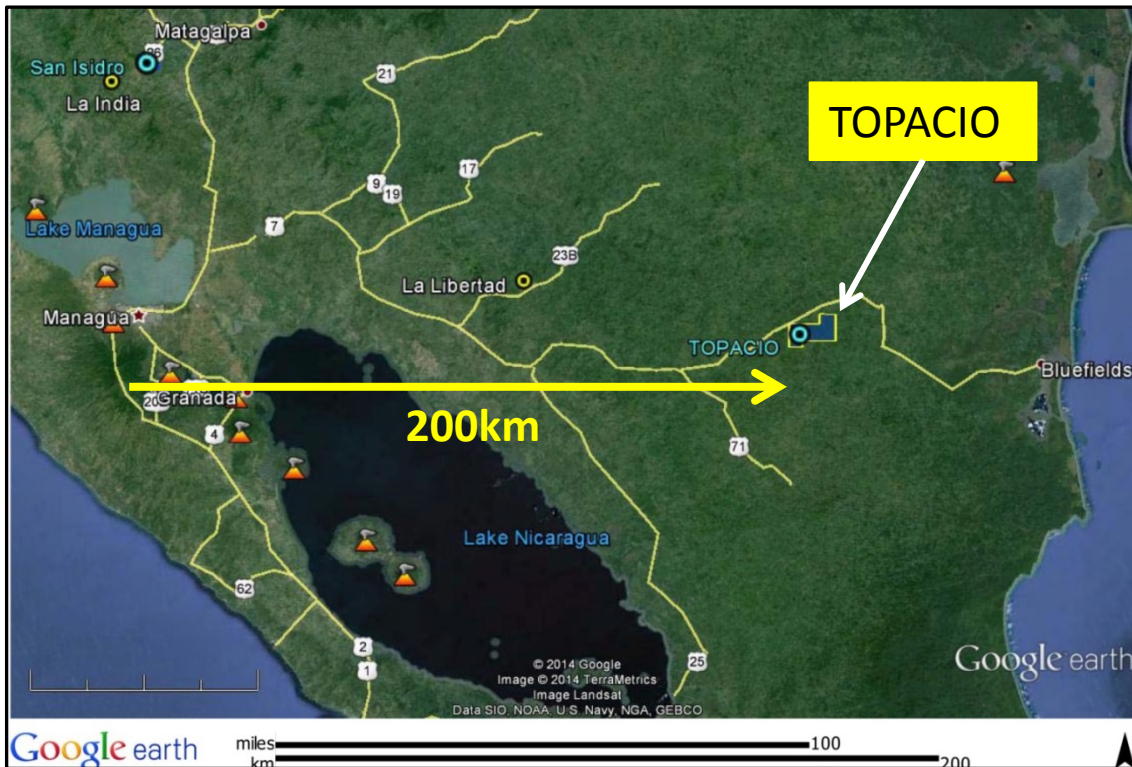 Matagalpa
San Isidro
26
La India
21
TOPACIO
17
9
19
Lake Managua
7
23B
La Libertad
Managua
TOPACIO
Bluefields
20
Granada
200km
4
71
Lake Nicaragua
62
2
1
25
© 2014 Google
Image © 2014 TerraMetrics
Image Landsat
Data SIO, NOAA, U.S. Navy, NGA, GEBCO
Google earth
Google earth
miles
100
km
200